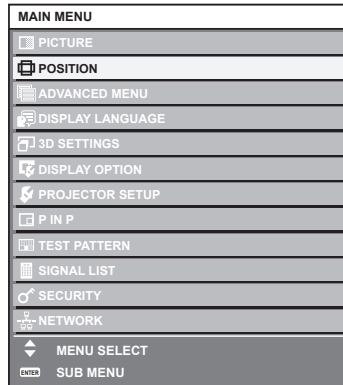 MAIN MENU
PICTURE
POSITION
ADVANCED MENU
DISPLAY LANGUAGE
3D SETTINGS
DISPLAY OPTION
PROJECTOR SETUP
P IN P
TEST PATTERN
SIGNAL LIST
SECURITY
NETWORK
MENU SELECT
ENTER SUB MENU